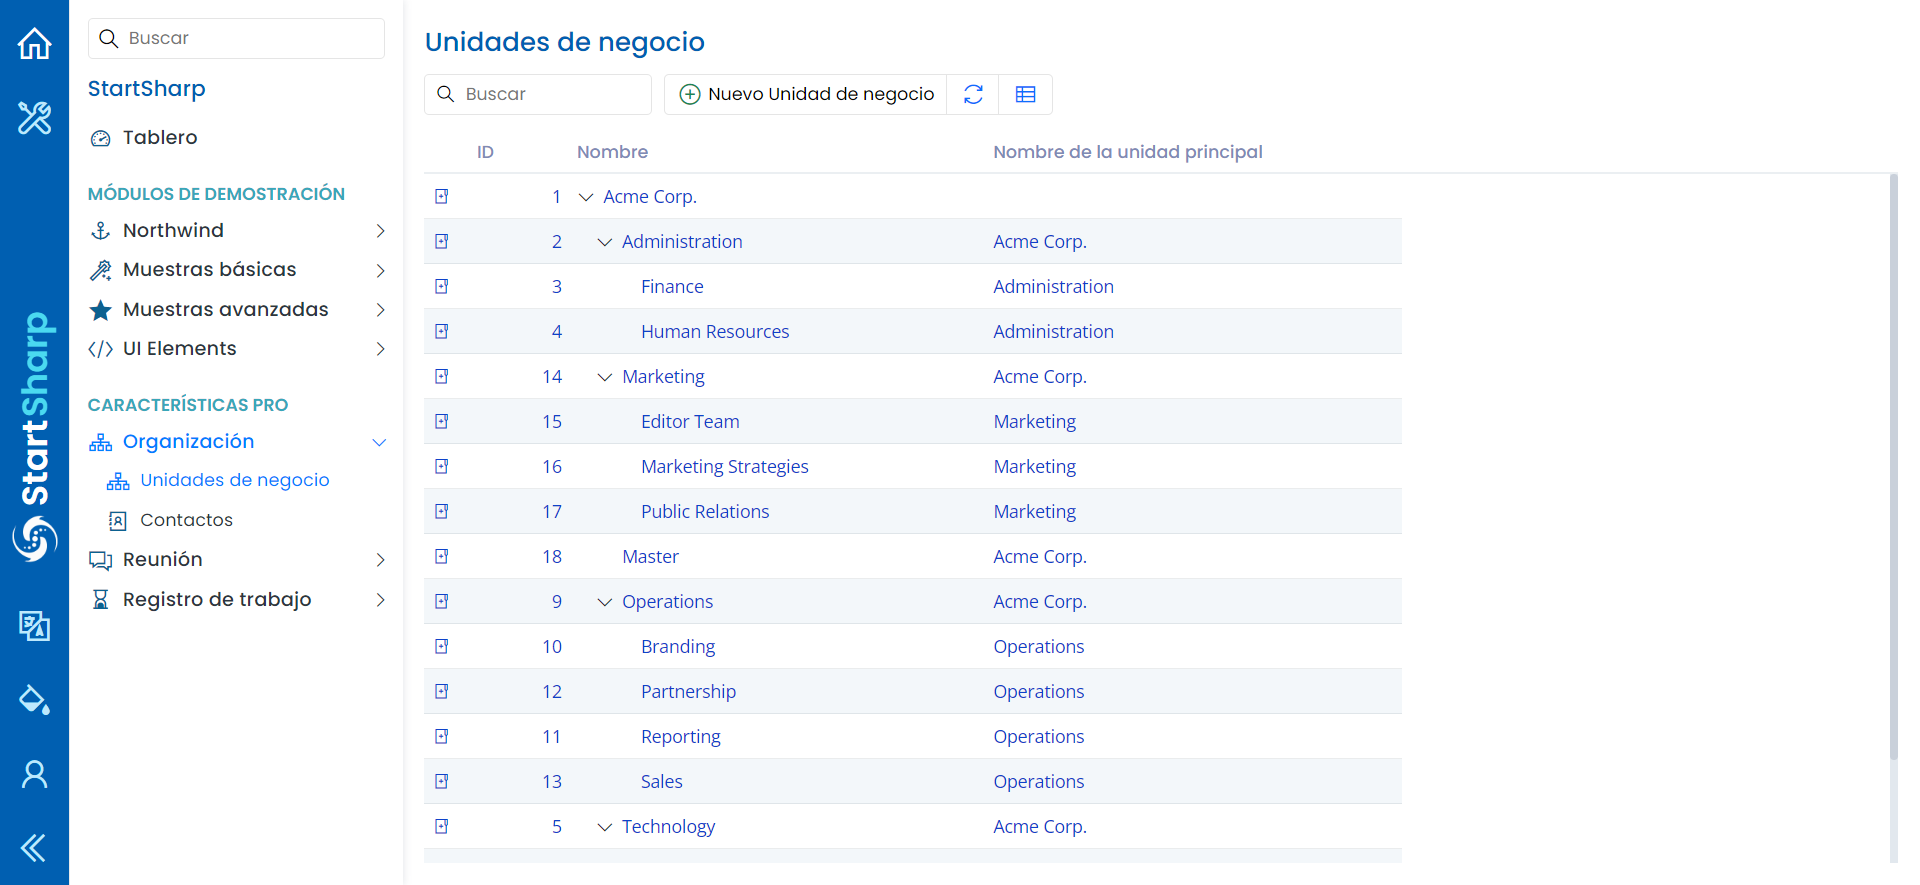 StartSharp
Buscar
StartSharp
Tablero
MÓDULOS DE DEMOSTRACIÓN
Northwind
Muestras básicas
Muestras avanzadas
UI Elements
CARACTERÍSTICAS PRO
Organización
Unidades de negocio
Contactos
Reunión
Registro de trabajo
Unidades de negocio
Buscar
Nuevo Unidad de negocio
ID Nombre Nombre de la unidad principal
1 Acme Corp.
2 Administration Acme Corp.
3 Finance Administration
4 Human Resources Administration
14 Marketing Acme Corp.
15 Editor Team Marketing
16 Marketing Strategies Marketing
17 Public Relations Marketing
18 Master Acme Corp.
9 Operations Acme Corp.
10 Branding Operations
12 Partnership Operations
11 Reporting Operations
13 Sales Operations
5 Technology Acme Corp.